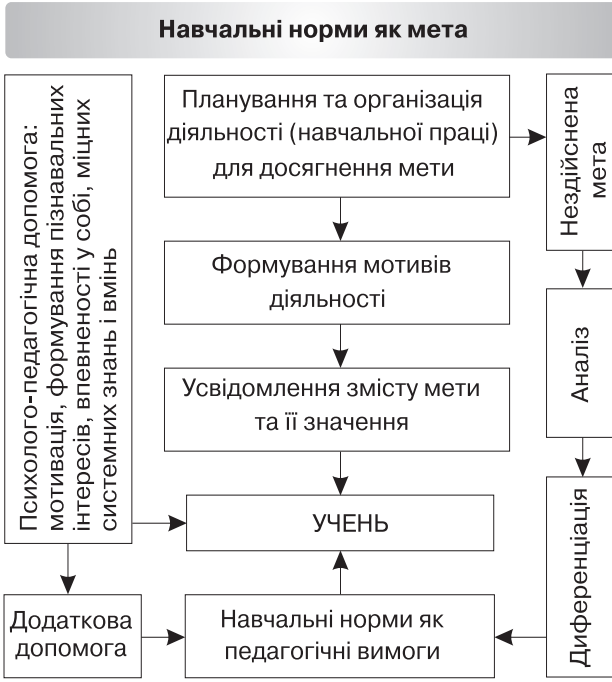 Навчальні норми як мета
Психолого-педагогічна допомога:
мотивація, формування пізнавальних
інтересів, впевненості у собі, міцних
системних знань і вмінь
Планування та організація
діяльності (навчальної праці)
для досягнення мети
Нездійснена
мета
Формування мотивів
діяльності
Аналіз
Усвідомлення змісту мети
та її значення
Диференціація
УЧЕНЬ
Додаткова
допомога
Навчальні норми як
педагогічні вимоги